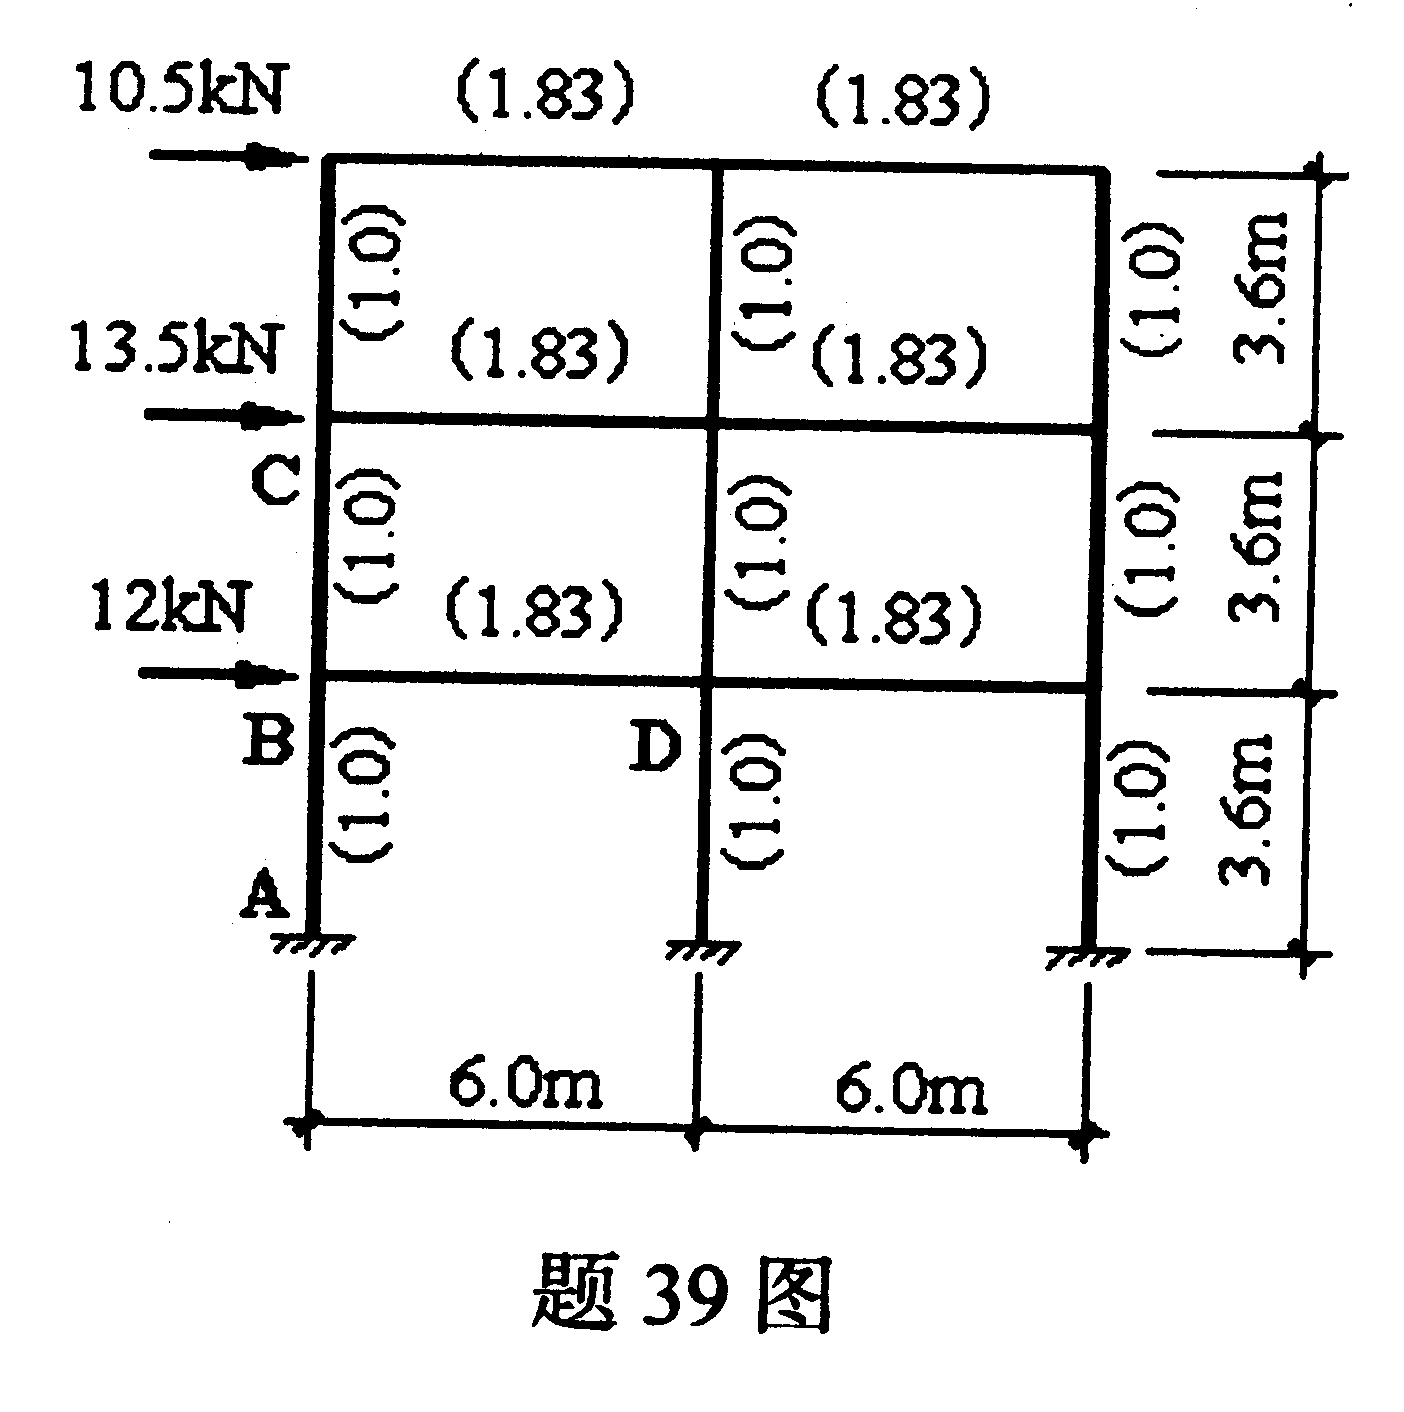 10.5kN (1.83) (1.83)
(1.0) (1.0) (1.0) 3.6m
13.5kN (1.83) (1.83)
C (1.0) (1.0) (1.0) 3.6m
12kN (1.83) (1.83)
B (1.0) D (1.0) (1.0) 3.6m
A
6.0m 6.0m
题 39 图